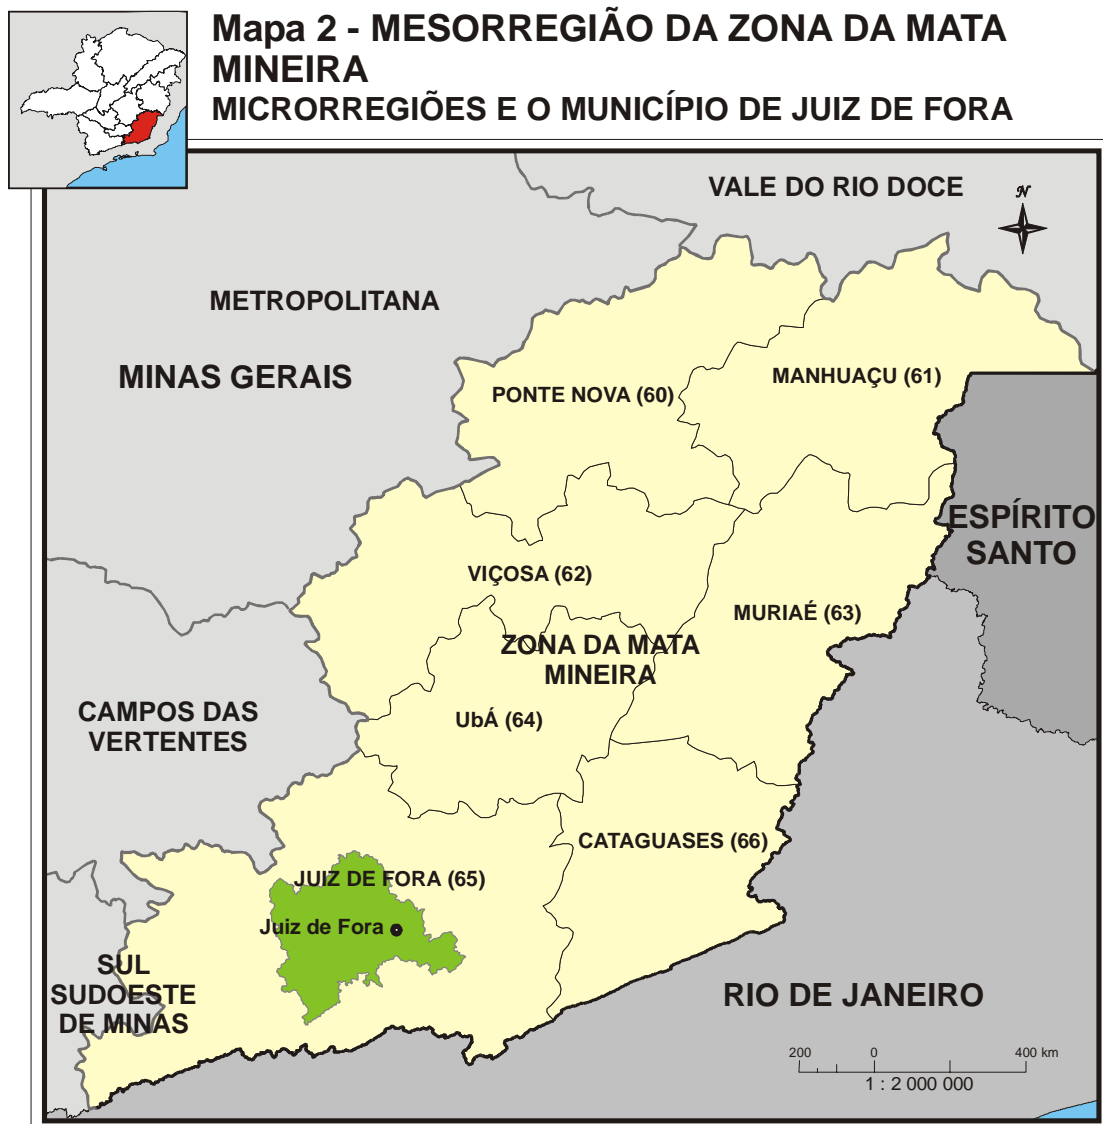 Mapa 2 - MESORREGIÃO DA ZONA DA MATA
MINEIRA
MICRORREGIÕES E O MUNICÍPIO DE JUIZ DE FORA
VALE DO RIO DOCE
N
METROPOLITANA
MINAS GERAIS
PONTE NOVA (60)
MANHUAÇU (61)
ESPÍRITO
SANTO
VIÇOSA (62)
MURIAÉ (63)
ZONA DA MATA
MINEIRA
UbÁ (64)
CAMPOS DAS
VERTENTES
CATAGUASES (66)
JUIZ DE FORA (65)
Juiz de Fora
SUL
SUDOESTE
DE MINAS
RIO DE JANEIRO
200 0 400 km
1 : 2 000 000